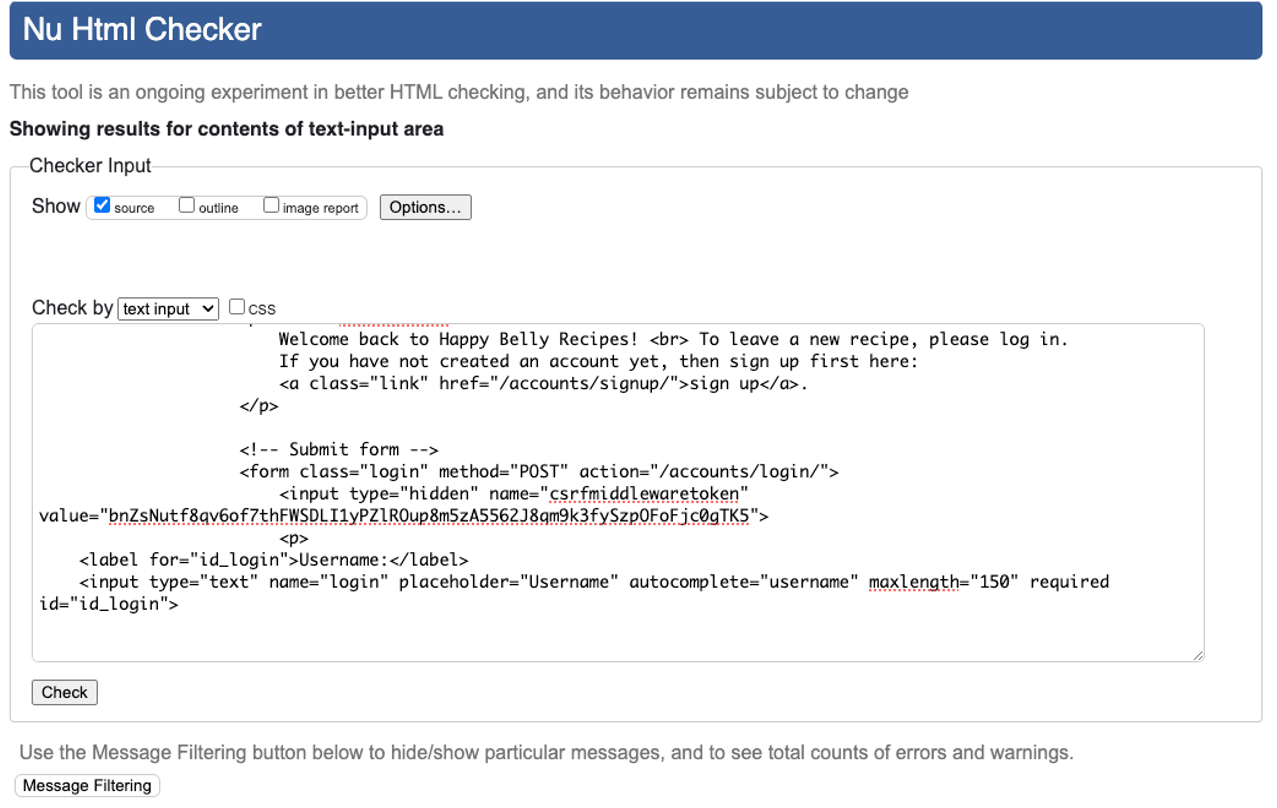 Nu Html Checker
This tool is an ongoing experiment in better HTML checking, and its behavior remains subject to change
Showing results for contents of text-input area
Checker Input
Show source outline image report Options...
Check by text input css
Welcome back to Happy Belly Recipes! <br> To leave a new recipe, please log in.
If you have not created an account yet, then sign up first here:
<a class="link" href="/accounts/signup/">sign up</a>.
</p>
<!-- Submit form -->
<form class="login" method="POST" action="/accounts/login/">
<input type="hidden" name="csrfmiddlewaretoken"
value="bnZsNutf8qv6of7thFWSDLI1yPZlROup8m5zA5562J8qm9k3fySzpOFoFjc0gTK5">
<p>
<label for="id_login">Username:</label>
<input type="text" name="login" placeholder="Username" autocomplete="username" maxlength="150" required
id="id_login">
Check
Use the Message Filtering button below to hide/show particular messages, and to see total counts of errors and warnings.
Message Filtering